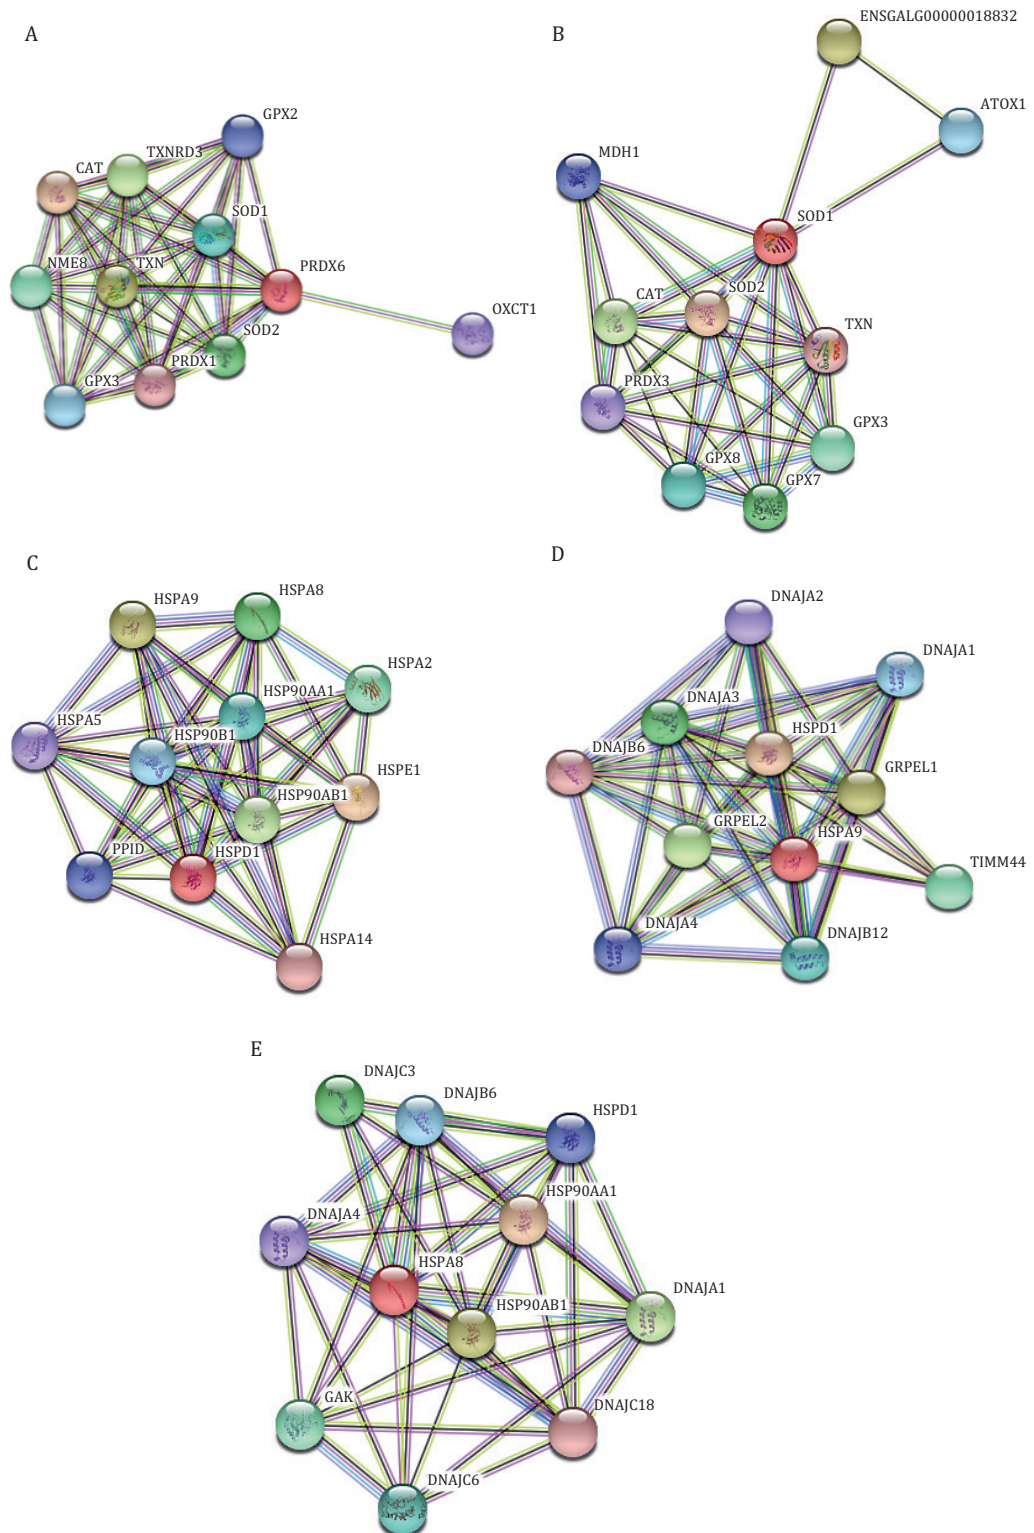 A
GPX2
TXNRD3
CAT
SOD1
NME8
TXN
PRDX6
OXCT1
SOD2
PRDX1
GPX3
B
ENSGALG00000018832
ATOX1
MDH1
SOD1
SOD2
CAT
TXN
PRDX3
GPX3
GPX8
GPX7
C
HSPA9
HSPA8
HSPA2
HSP90AA1
HSPA5
HSP90B1
HSPE1
HSP90AB1
PPID
HSPD1
HSPA14
D
DNAJA2
DNAJA1
DNAJA3
HSPD1
DNAJB6
GRPEL1
GRPEL2
HSPA9
TIMM44
DNAJA4
DNAJB12
E
DNAJC3
DNAJB6
HSPD1
HSP90AA1
DNAJA4
HSPA8
DNAJA1
HSP90AB1
GAK
DNAJC18
DNAJC6